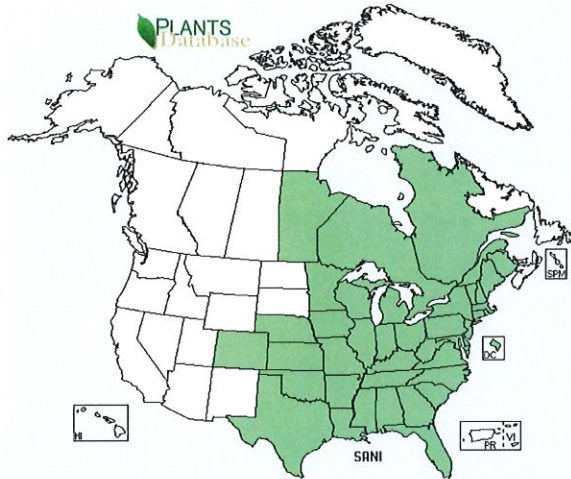 PLANTS
Database
SPM
DC
HI
PR
VI
SANI